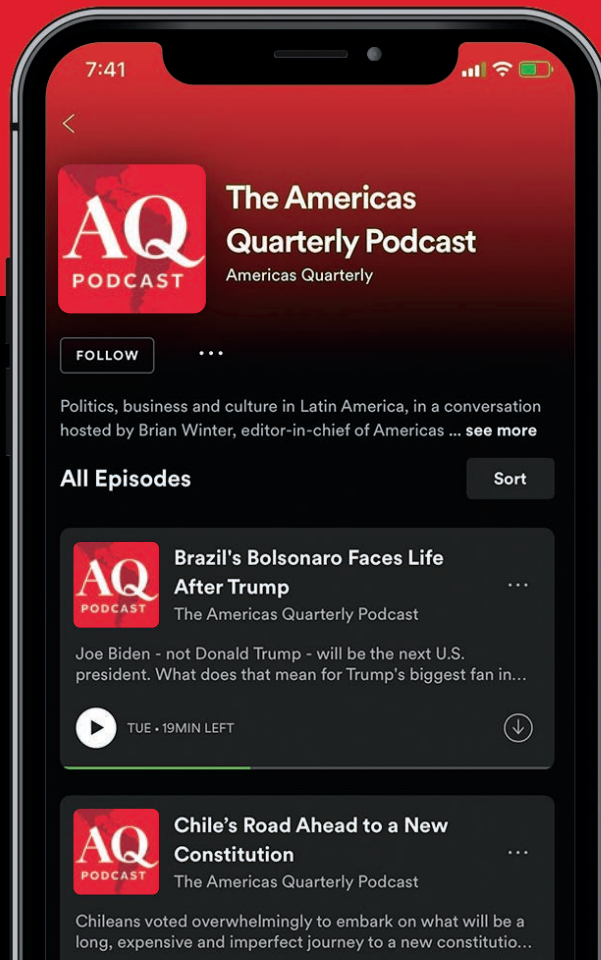 7:41
AQ
PODCAST
The Americas
Quarterly Podcast
Americas Quarterly
FOLLOW
Politics, business and culture in Latin America, in a conversation
hosted by Brian Winter, editor-in-chief of Americas ... see more
All Episodes
Sort
AQ
PODCAST
Brazil's Bolsonaro Faces Life
After Trump
The Americas Quarterly Podcast
Joe Biden - not Donald Trump - will be the next U.S.
president. What does that mean for Trump's biggest fan in...
TUE • 19MIN LEFT
AQ
PODCAST
Chile’s Road Ahead to a New
Constitution
The Americas Quarterly Podcast
Chileans voted overwhelmingly to embark on what will be a
long, expensive and imperfect journey to a new constitutio...